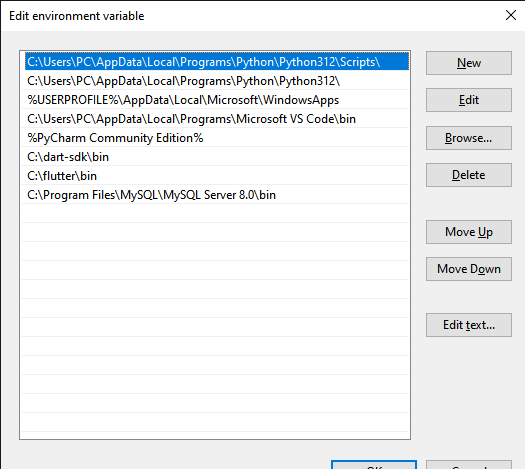 Edit environment variable
C:\Users\PC\AppData\Local\Programs\Python\Python312\Scripts\
C:\Users\PC\AppData\Local\Programs\Python\Python312\
%USERPROFILE%\AppData\Local\Microsoft\WindowsApps
C:\Users\PC\AppData\Local\Programs\Microsoft VS Code\bin
%PyCharm Community Edition%
C:\dart-sdk\bin
C:\flutter\bin
C:\Program Files\MySQL\MySQL Server 8.0\bin
New
Edit
Browse...
Delete
Move Up
Move Down
Edit text...